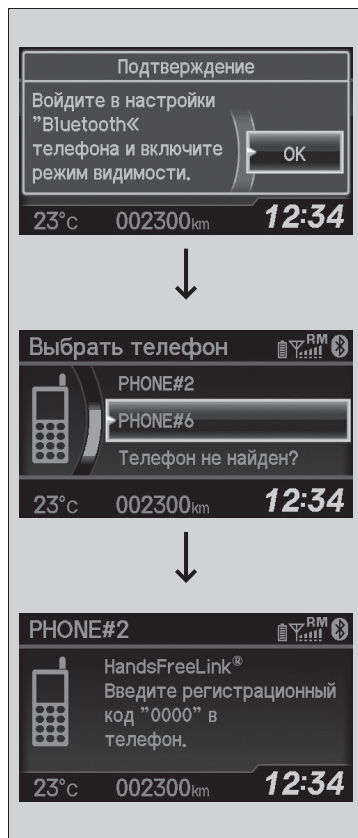 Подтверждение
Войдите в настройки
”Bluetooth«
телефона и включите
режим видимости.
OK
23°C 002300km 12:34
Выбрать телефон RM
PHONE#2
PHONE#6
Телефон не найден?
23°C 002300km 12:34
PHONE#2 RM
HandsFreeLink®
Введите регистрационный
код ”0000” в
телефон.
23°C 002300km 12:34